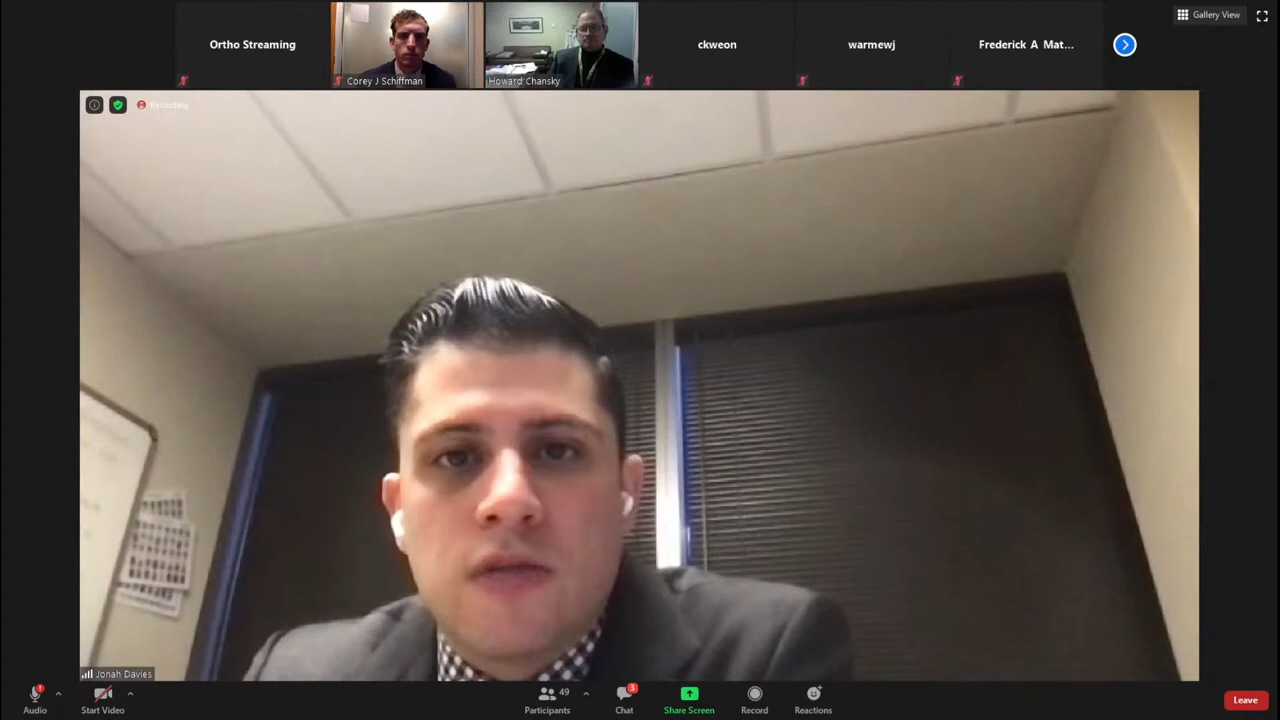 Ortho Streaming
Corey J Schiffman
Howard Chansky
ckweon
warmewj
Frederick A Mat...
Gallery View
Recording
Jonah Davies
Audio
Start Video
Participants
49
Chat
3
Share Screen
Record
Reactions
Leave